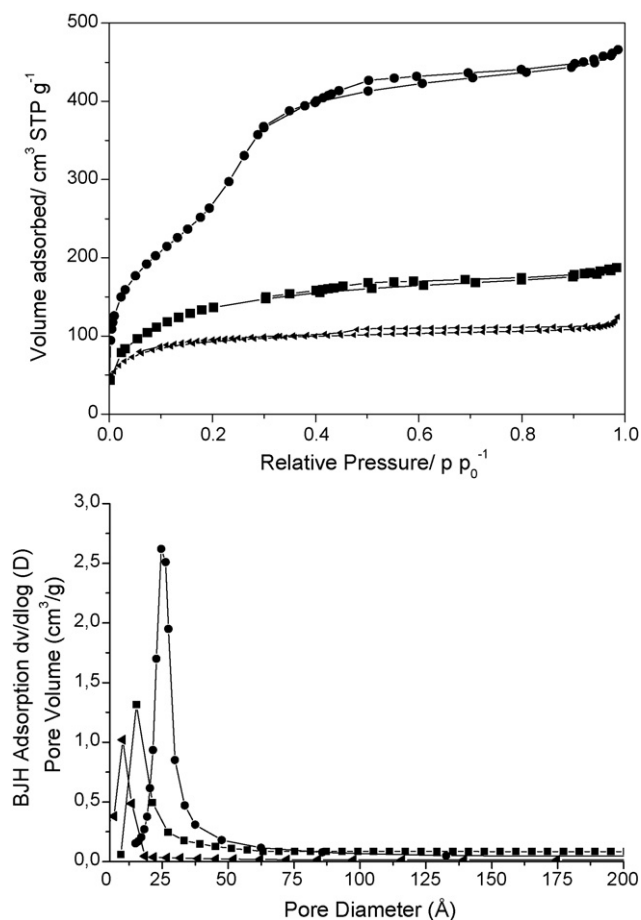 500
400
300
200
100
0
Volume adsorbed/ cm³ STP g⁻¹
0.0 0.2 0.4 0.6 0.8 1.0
Relative Pressure/ p p₀⁻¹
3,0
2,5
2,0
1,5
1,0
0,5
0,0
BJH Adsorption dv/dlog (D)
Pore Volume (cm³/g)
0 25 50 75 100 125 150 175 200
Pore Diameter (Å)